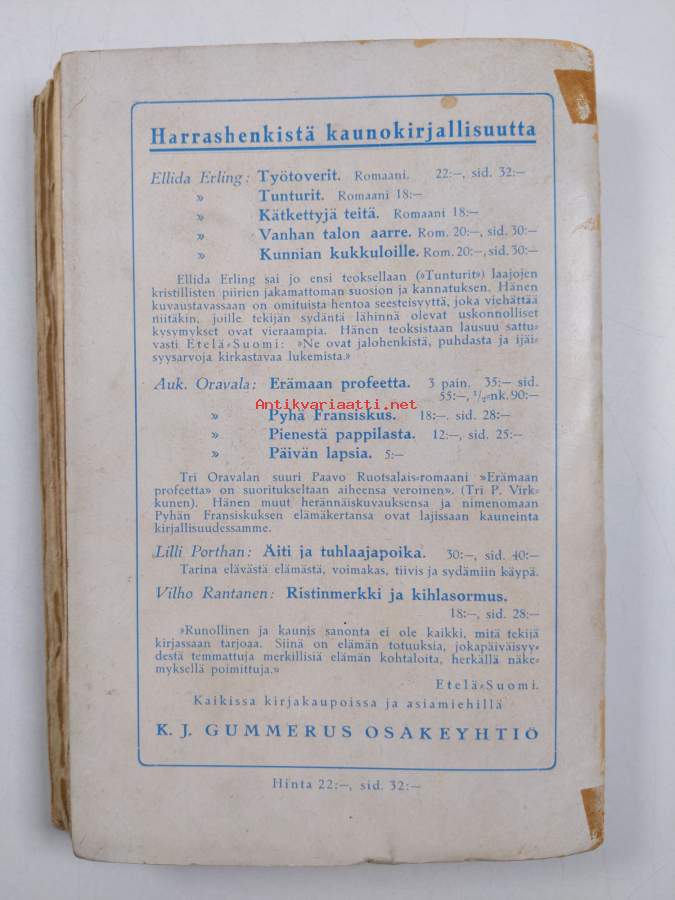 Harrashenkistä kaunokirjallisuutta
Ellida Erling: Työtoverit. Romaani. 22:—, sid. 32:—
» Tunturit. Romaani 18:—
» Kätkettyjä teitä. Romaani 18:—
» Vanhan talon aarre. Rom. 20:—, sid. 30:—
» Kunnian kukkuloille. Rom. 20:—, sid. 30:—
Ellida Erling sai jo ensi teoksellaan (»Tunturit») laajojen
kristillisten piirien jakamattoman suosion ja kannatuksen. Hänen
kuvaustavassaan on omituista hentoa seesteisyyttä, joka viehättää
niitäkin, joille tekijän sydäntä lähinnä olevat uskonnolliset
kysymykset ovat vieraampia. Hänen teoksistaan lausuu sattu-
vasti Etelä-Suomi: »Ne ovat jalohenkistä, puhdasta ja ijäi-
syysarvoja kirkastavaa lukemista.»
Auk. Oravala: Erämaan profeetta. 3 pain. 35:— sid.
55:—, ¹/₂-nk. 90:—
Antikvariaatti.net
» Pyhä Fransiskus. 18:—. sid. 28:—
» Pienestä pappilasta. 12:—, sid. 25:—
» Päivän lapsia. 5:—
Tri Oravalan suuri Paavo Ruotsalais-romaani »Erämaan
profeetta» on suoritukseltaan aiheensa veroinen». (Tri P. Virk-
kunen). Hänen muut herännäiskuvauksensa ja nimenomaan
Pyhän Fransiskuksen elämäkertansa ovat lajissaan kauneinta
kirjallisuudessamme.
Lilli Porthan: Äiti ja tuhlaajapoika. 30:—, sid. 40:—
Tarina elävästä elämästä, voimakas, tiivis ja sydämiin käypä.
Vilho Rantanen: Ristinmerkki ja kihlasormus.
18:—, sid. 28:—
»Runollinen ja kaunis sanonta ei ole kaikki, mitä tekijä
kirjassaan tarjoaa. Siinä on elämän totuuksia, jokapäiväisyy-
destä temmattuja merkillisiä elämän kohtaloita, herkällä näke-
myksellä poimittuja.»
Etelä-Suomi.
Kaikissa kirjakaupoissa ja asiamiehillä
K. J. GUMMERUS OSAKEYHTIÖ
Hinta 22:—, sid. 32:—